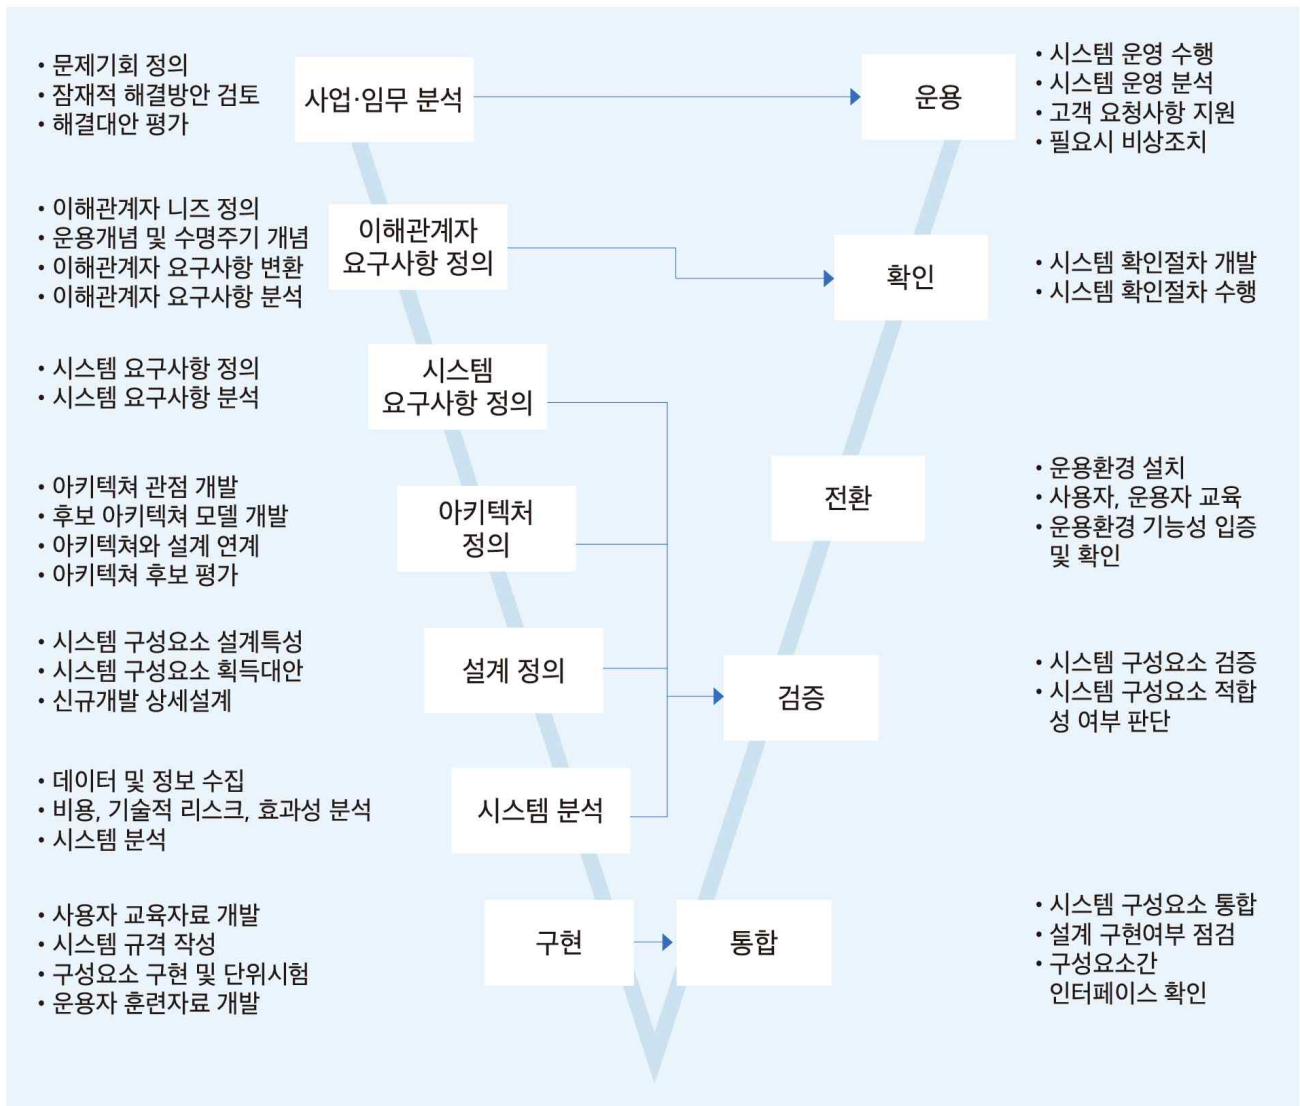 • 문제기회 정의
• 잠재적 해결방안 검토
• 해결대안 평가
사업·임무 분석
운용
• 시스템 운영 수행
• 시스템 운영 분석
• 고객 요청사항 지원
• 필요시 비상조치
• 이해관계자 니즈 정의
• 운용개념 및 수명주기 개념
• 이해관계자 요구사항 변환
• 이해관계자 요구사항 분석
이해관계자
요구사항 정의
확인
• 시스템 확인절차 개발
• 시스템 확인절차 수행
• 시스템 요구사항 정의
• 시스템 요구사항 분석
시스템
요구사항 정의
• 아키텍쳐 관점 개발
• 후보 아키텍쳐 모델 개발
• 아키텍쳐와 설계 연계
• 아키텍쳐 후보 평가
아키텍처
정의
전환
• 운용환경 설치
• 사용자, 운용자 교육
• 운용환경 기능성 입증
및 확인
• 시스템 구성요소 설계특성
• 시스템 구성요소 획득대안
• 신규개발 상세설계
설계 정의
검증
• 시스템 구성요소 검증
• 시스템 구성요소 적합
성 여부 판단
• 데이터 및 정보 수집
• 비용, 기술적 리스크, 효과성 분석
• 시스템 분석
시스템 분석
• 사용자 교육자료 개발
• 시스템 규격 작성
• 구성요소 구현 및 단위시험
• 운용자 훈련자료 개발
구현
통합
• 시스템 구성요소 통합
• 설계 구현여부 점검
• 구성요소간
인터페이스 확인